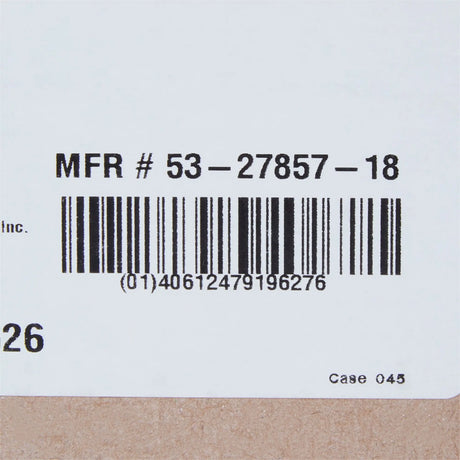 MFR # 53-27857-18
Inc.
(01)40612479196276
26
Case 045